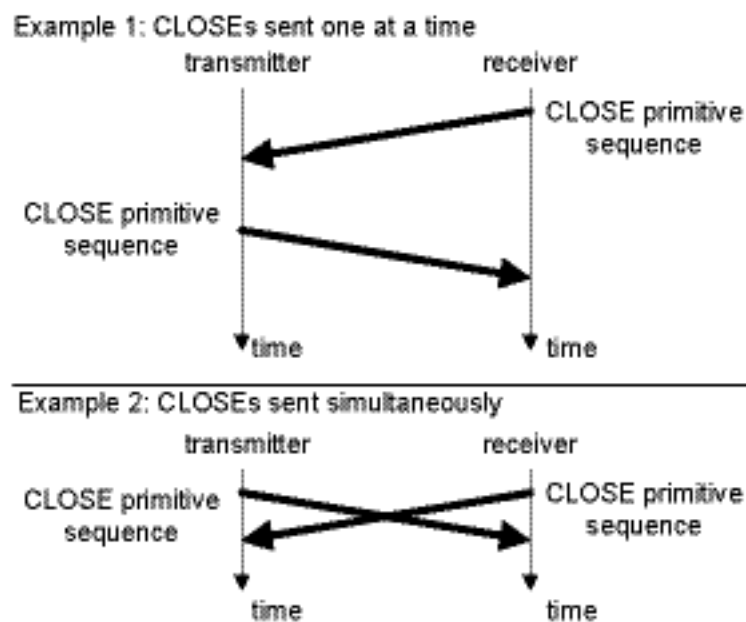 Example 1: CLOSEs sent one at a time
transmitter
receiver
CLOSE primitive
sequence
CLOSE primitive
sequence
time
time
Example 2: CLOSEs sent simultaneously
transmitter
receiver
CLOSE primitive
sequence
CLOSE primitive
sequence
time
time